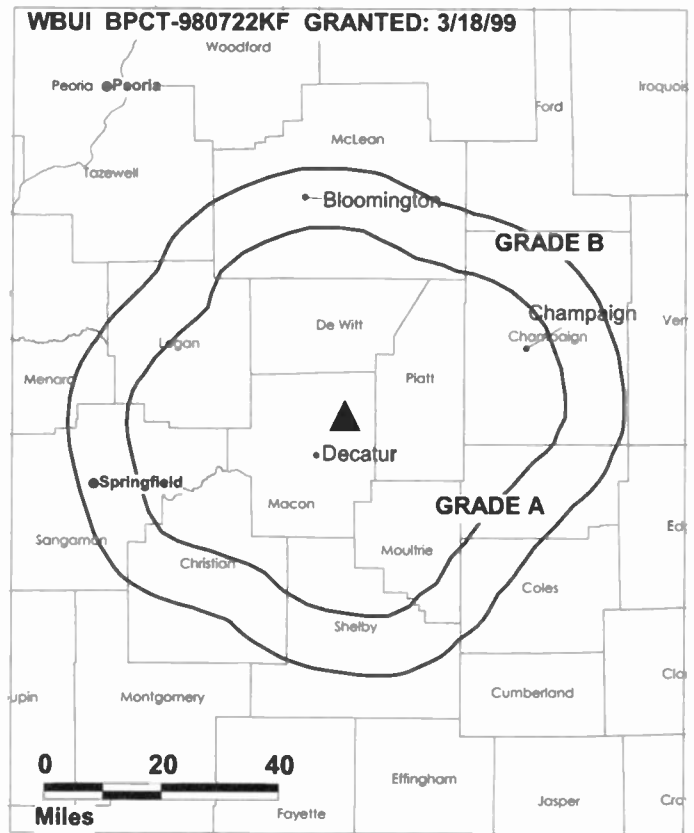 WBUI BPCT-980722KF GRANTED: 3/18/99
Woodford
Peoria Peoria
Iroquois
Ford
McLean
Tazewell
Bloomington
GRADE B
Champaign
De Witt
Logan
Champaign
Menard
Piatt
Decatur
Springfield
Macon
GRADE A
Sangamon
Moultrie
Christian
Coles
Shelby
Montgomery
Cumberland
0 20 40
Miles
Effingham
Fayette
Jasper